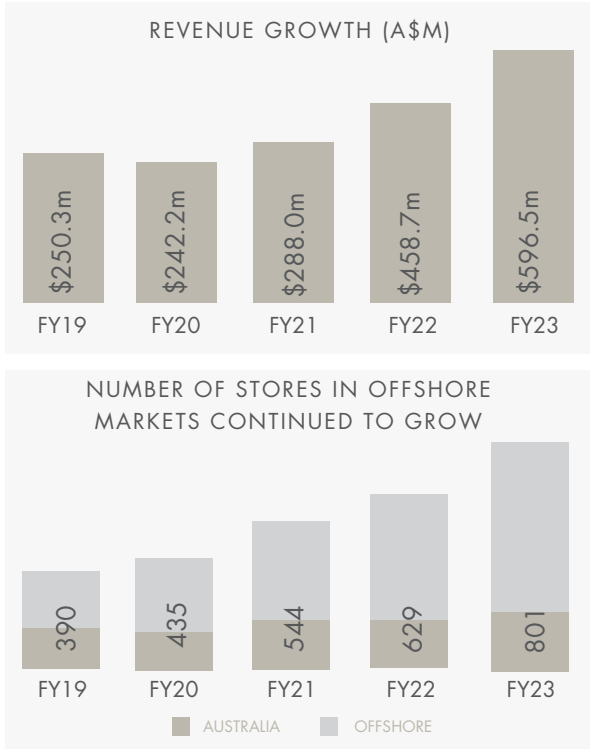 REVENUE GROWTH (A$M)
$250.3m
$242.2m
$288.0m
$458.7m
$596.5m
FY19
FY20
FY21
FY22
FY23
NUMBER OF STORES IN OFFSHORE
MARKETS CONTINUED TO GROW
390
435
544
629
801
FY19
FY20
FY21
FY22
FY23
AUSTRALIA
OFFSHORE